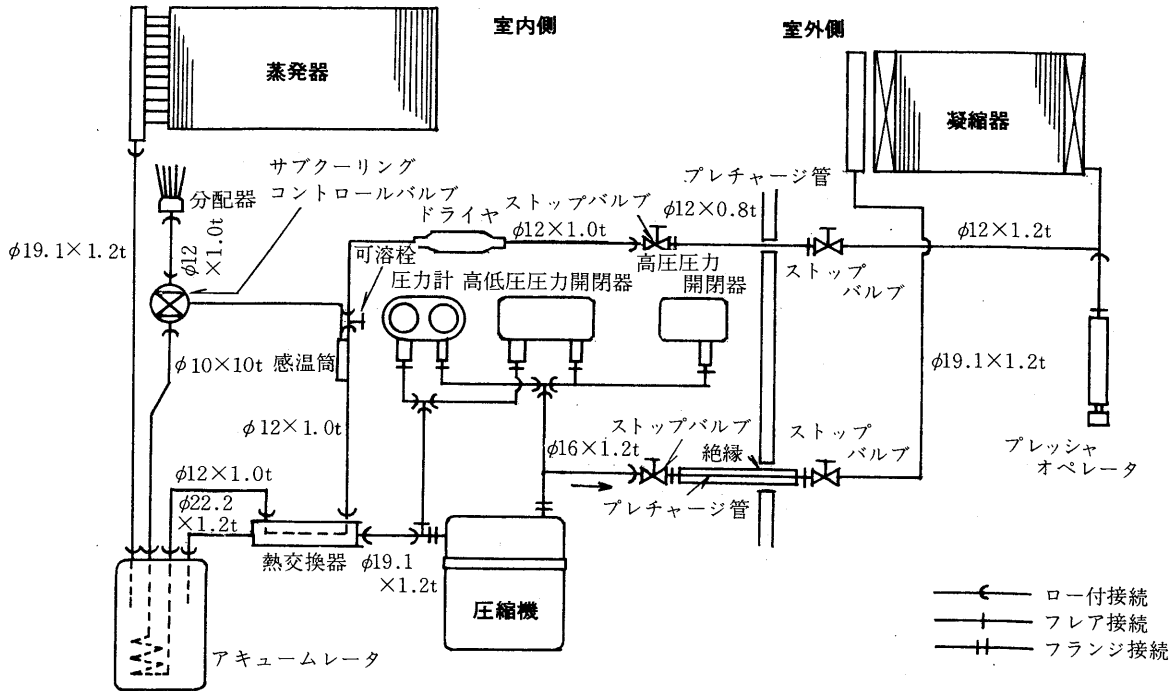 室内側
室外側
蒸発器
凝縮器
サブクーリング
コントロールバルブ
分配器
φ19.1×1.2t
φ12
×1.0t
ドライヤ
ストップバルブ
φ12×1.0t
プレチャージ管
φ12×0.8t
φ12×1.2t
可溶栓
圧力計
高低圧圧力開閉器
高圧圧力
開閉器
ストップ
バルブ
φ10×10t
感温筒
φ19.1×1.2t
φ12×1.0t
φ16×1.2t
ストップバルブ
絶縁
ストップ
バルブ
プレッシャ
オペレータ
プレチャージ管
φ12×1.0t
φ22.2
×1.2t
熱交換器
φ19.1
×1.2t
圧縮機
アキュームレータ
ロー付接続
フレア接続
フランジ接続